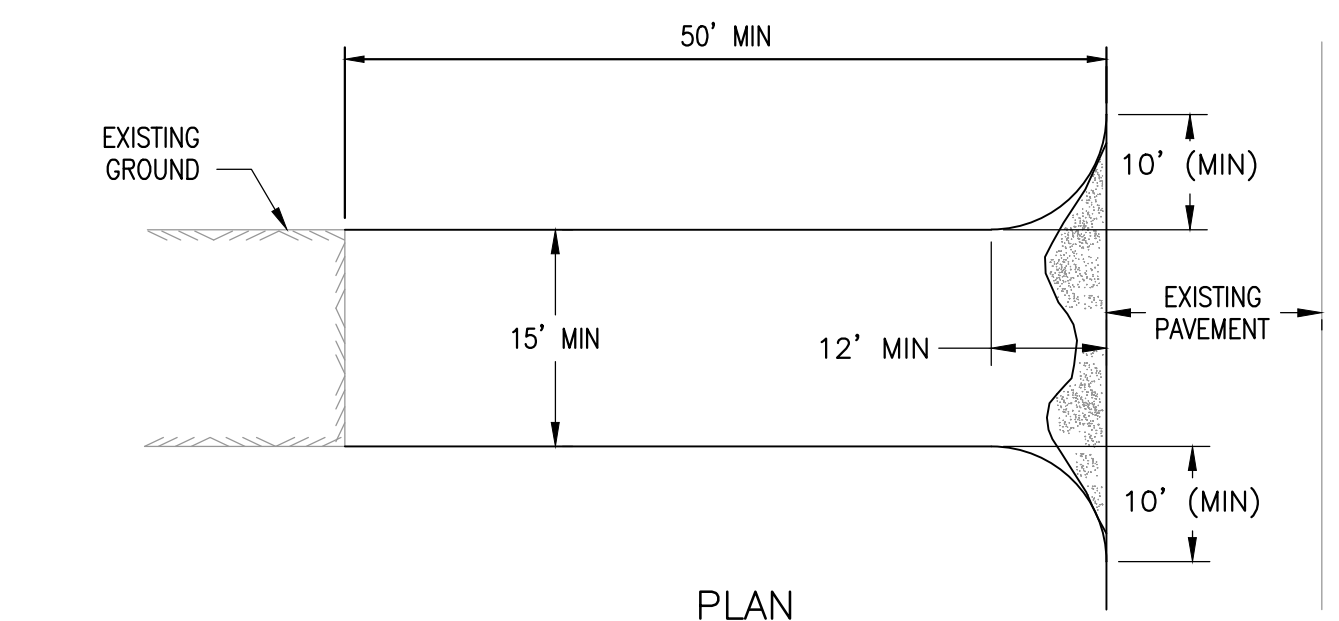 50' MIN
EXISTING
GROUND
10' (MIN)
EXISTING
PAVEMENT
15' MIN
12' MIN
10' (MIN)
PLAN